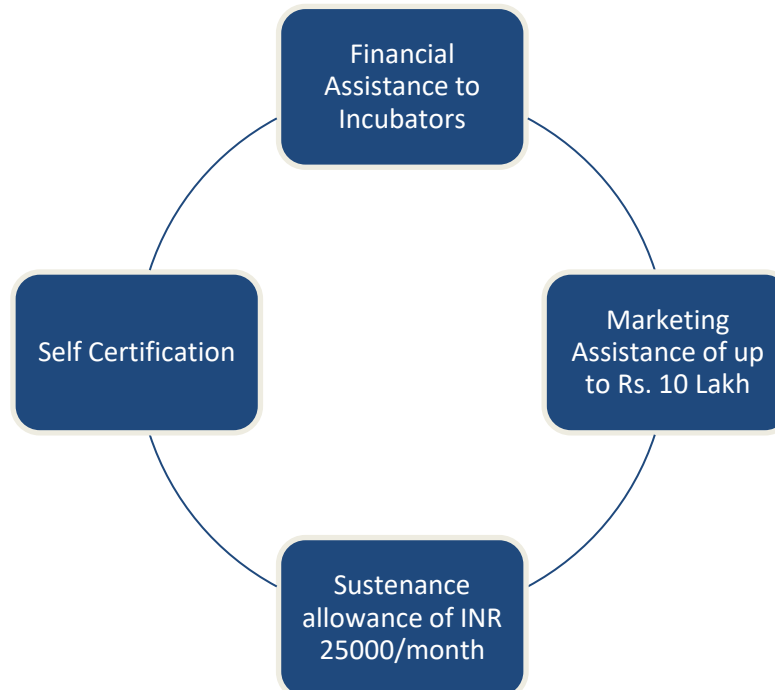 Financial
Assistance to
Incubators
Marketing
Assistance of up
to Rs. 10 Lakh
Sustenance
allowance of INR
25000/month
Self Certification